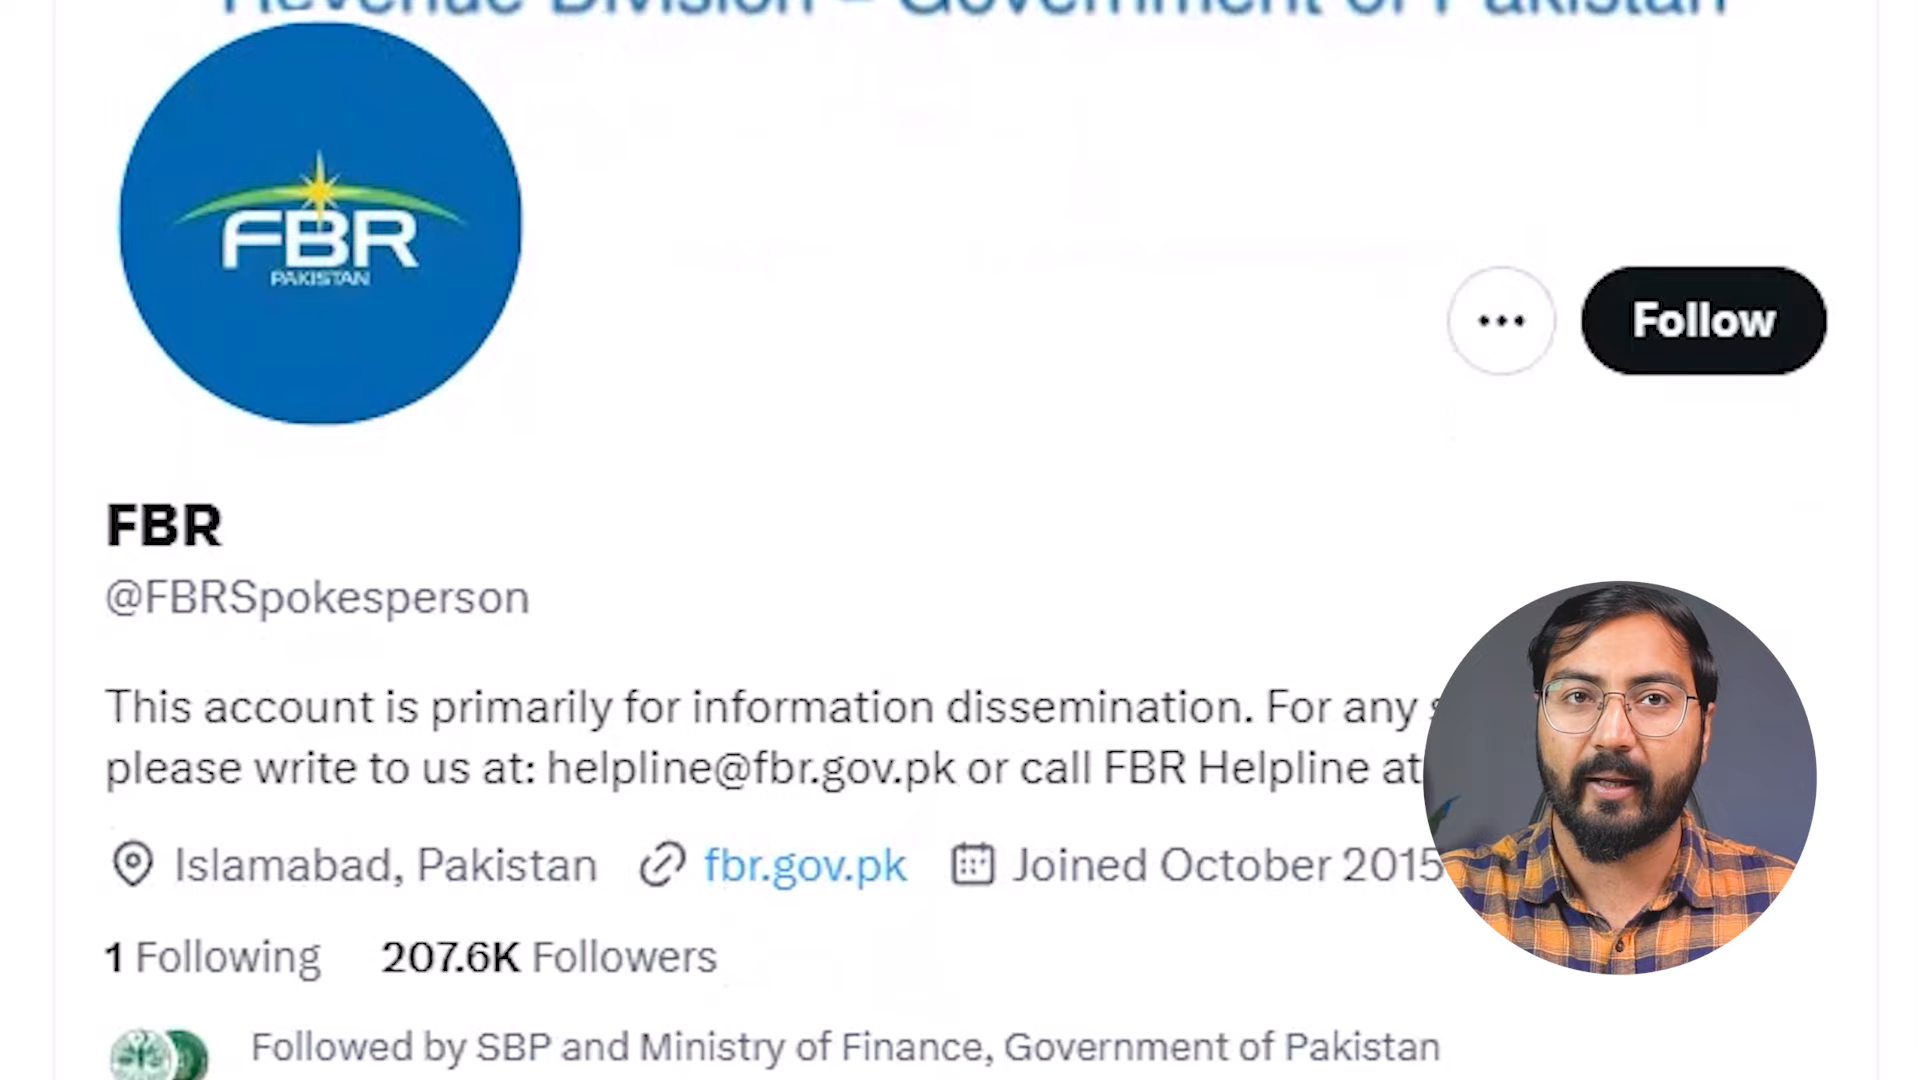 Revenue Division - Government of Pakistan
FBR
PAKISTAN
Follow
FBR
@FBRSpokesperson
This account is primarily for information dissemination. For any
please write to us at: helpline@fbr.gov.pk or call FBR Helpline at
Islamabad, Pakistan fbr.gov.pk Joined October 2015
1 Following 207.6K Followers
Followed by SBP and Ministry of Finance, Government of Pakistan